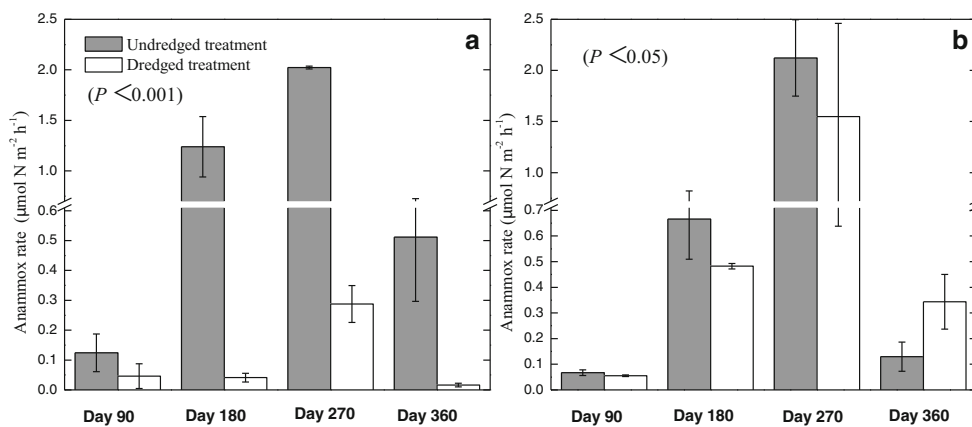 a
Undredged treatment
Dredged treatment
(P <0.001)
Anammox rate (μmol N m⁻² h⁻¹)
2.5
2.0
1.5
1.0
0.6
0.5
0.4
0.3
0.2
0.1
0.0
Day 90 Day 180 Day 270 Day 360
b
(P <0.05)
Anammox rate (μmol N m⁻² h⁻¹)
2.5
2.0
1.5
1.0
0.7
0.6
0.5
0.4
0.3
0.2
0.1
0.0
Day 90 Day 180 Day 270 Day 360